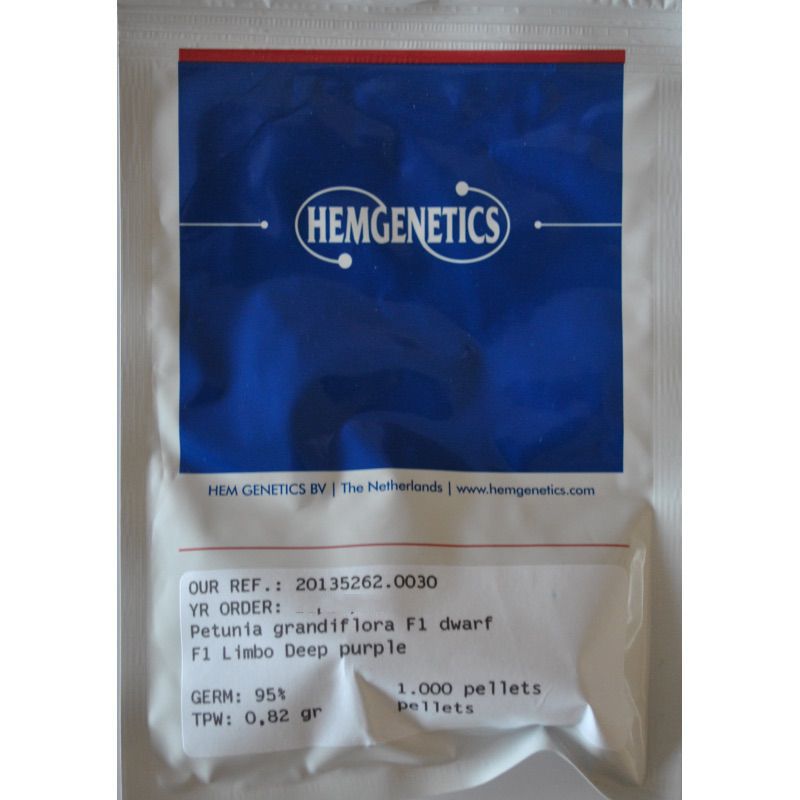 HEMGENETICS
HEM GENETICS BV | The Netherlands | www.hemgenetics.com
OUR REF.: 20135262.0030
YR ORDER:
Petunia grandiflora F1 dwarf
F1 Limbo Deep purple
GERM: 95% 1.000 pellets
TPW: 0,82 gr pellets